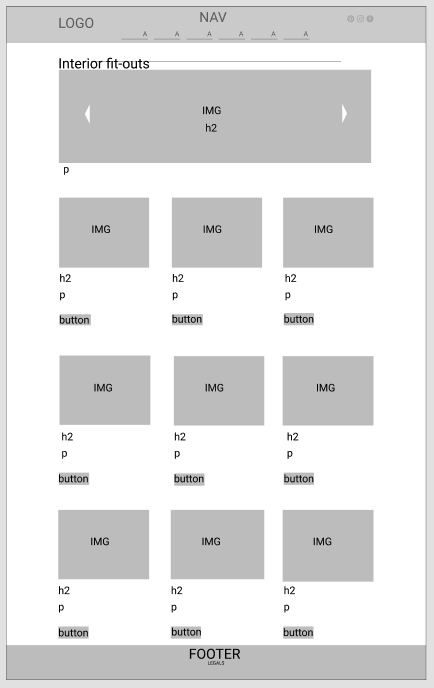 LOGO
NAV
A A A A A A
Interior fit-outs
IMG
h2
p
IMG IMG IMG
h2 h2 h2
p p p
button button button
IMG IMG IMG
h2 h2 h2
p p p
button button button
IMG IMG IMG
h2 h2 h2
p p p
button button button
FOOTER
LEGALS